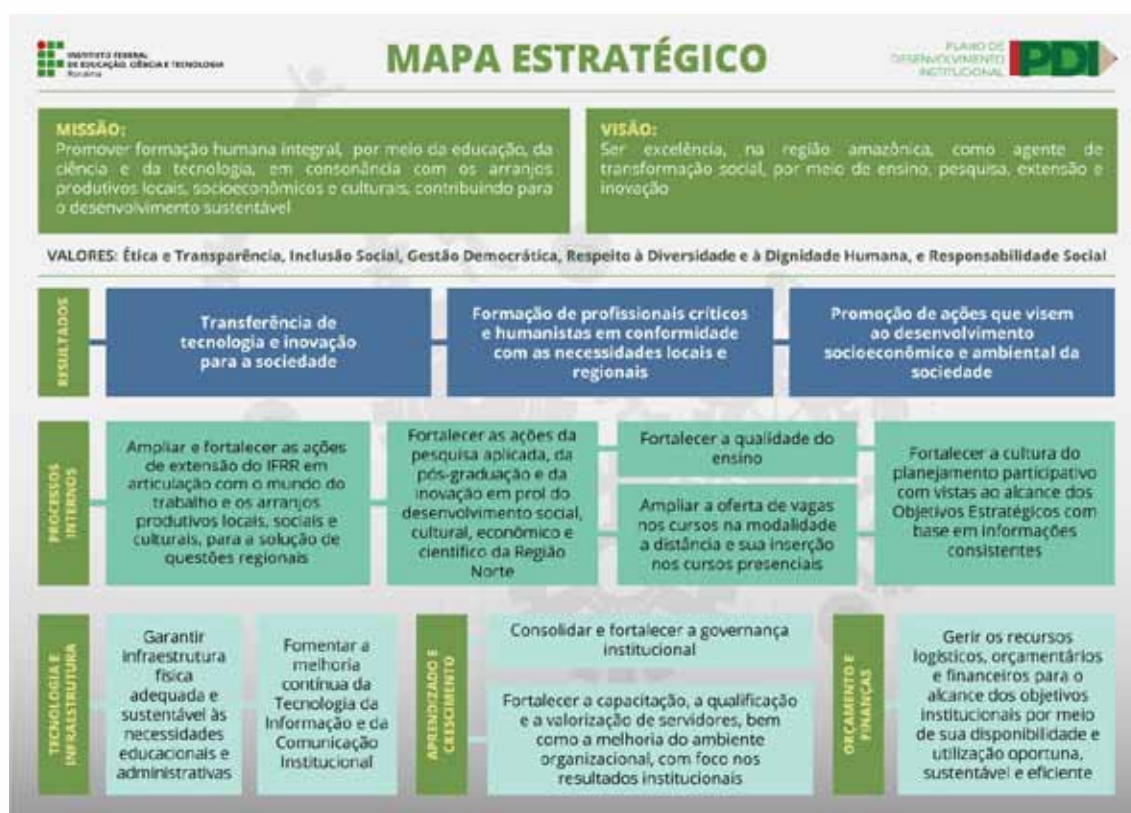 INSTITUTO FEDERAL
DE EDUCAÇÃO, CIÊNCIA E TECNOLOGIA
Roraima
MAPA ESTRATÉGICO
PLANO DE
DESENVOLVIMENTO
INSTITUCIONAL
PDI
MISSÃO:
Promover formação humana integral, por meio da educação, da
ciência e da tecnologia, em consonância com os arranjos
produtivos locais, socioeconômicos e culturais, contribuindo para
o desenvolvimento sustentável
VISÃO:
Ser excelência, na região amazônica, como agente de
transformação social, por meio de ensino, pesquisa, extensão e
inovação
VALORES: Ética e Transparência, Inclusão Social, Gestão Democrática, Respeito à Diversidade e à Dignidade Humana, e Responsabilidade Social
RESULTADOS
Transferência de
tecnologia e inovação
para a sociedade
Formação de profissionais críticos
e humanistas em conformidade
com as necessidades locais e
regionais
Promoção de ações que visem
ao desenvolvimento
socioeconômico e ambiental da
sociedade
PROCESSOS
INTERNOS
Ampliar e fortalecer as ações
de extensão do IFRR em
articulação com o mundo do
trabalho e os arranjos
produtivos locais, sociais e
culturais, para a solução de
questões regionais
Fortalecer as ações da
pesquisa aplicada, da
pós-graduação e da
inovação em prol do
desenvolvimento social,
cultural, econômico e
científico da Região
Norte
Fortalecer a qualidade do
ensino
Ampliar a oferta de vagas
nos cursos na modalidade
a distância e sua inserção
nos cursos presenciais
Fortalecer a cultura do
planejamento participativo
com vistas ao alcance dos
Objetivos Estratégicos com
base em informações
consistentes
TECNOLOGIA E
INFRAESTRUTURA
Garantir
infraestrutura
física
adequada e
sustentável às
necessidades
educacionais e
administrativas
Fomentar a
melhoria
contínua da
Tecnologia da
Informação e da
Comunicação
Institucional
APRENDIZADO E
CRESCIMENTO
Consolidar e fortalecer a governança
institucional
Fortalecer a capacitação, a qualificação
e a valorização de servidores, bem
como a melhoria do ambiente
organizacional, com foco nos
resultados institucionais
ORÇAMENTO E
FINANÇAS
Gerir os recursos
logísticos, orçamentários
e financeiros para o
alcance dos objetivos
institucionais por meio
de sua disponibilidade e
utilização oportuna,
sustentável e eficiente